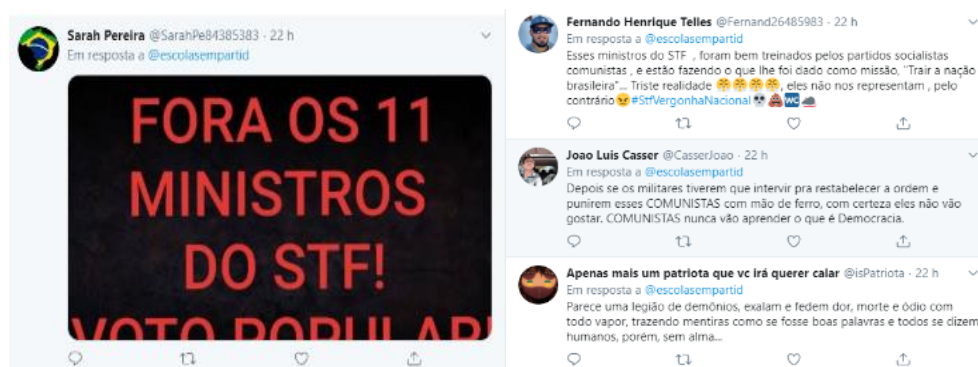 Sarah Pereira @SarahPe84385383 · 22 h
Em resposta a @escolasempartid
FORA OS 11
MINISTROS
DO STF!
VOTO POPULAR!
Fernando Henrique Telles @Fernand26485983 · 22 h
Em resposta a @escolasempartid
Esses ministros do STF , foram bem treinados pelos partidos socialistas
comunistas , e estão fazendo o que lhe foi dado como missão, "Trair a nação
brasileira"... Triste realidade 😤😤😤😤, eles não nos representam , pelo
contrário😠#StfVergonhaNacional💀💩🚾🐀
Joao Luis Casser @CasserJoao · 22 h
Em resposta a @escolasempartid
Depois se os militares tiverem que intervir pra restabelecer a ordem e
punirem esses COMUNISTAS com mão de ferro, com certeza eles não vão
gostar. COMUNISTAS nunca vão aprender o que é Democracia.
Apenas mais um patriota que vc irá querer calar @isPatriota · 22 h
Em resposta a @escolasempartid
Parece uma legião de demônios, exalam e fedem dor, morte e ódio com
todo vapor, trazendo mentiras como se fosse boas palavras e todos se dizem
humanos, porém, sem alma...